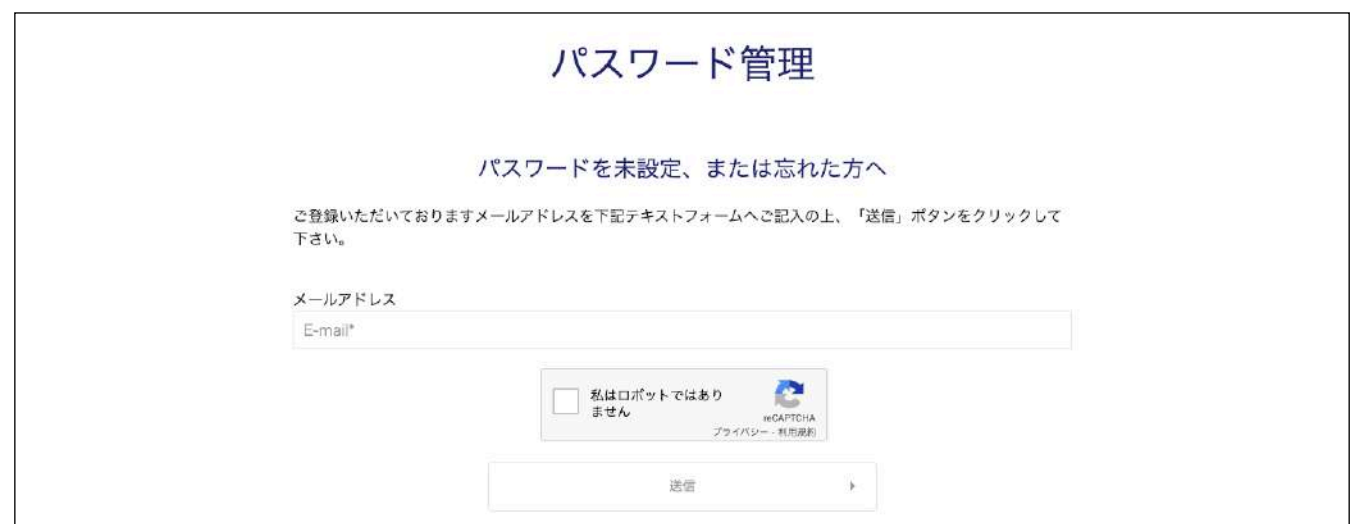 パスワード管理
パスワードを未設定、または忘れた方へ
ご登録いただいておりますメールアドレスを下記テキストフォームへご記入の上、「送信」ボタンをクリックして
下さい。
メールアドレス
E-mail*
私はロボットではあり
ません
reCAPTCHA
プライバシー - 利用規約
送信